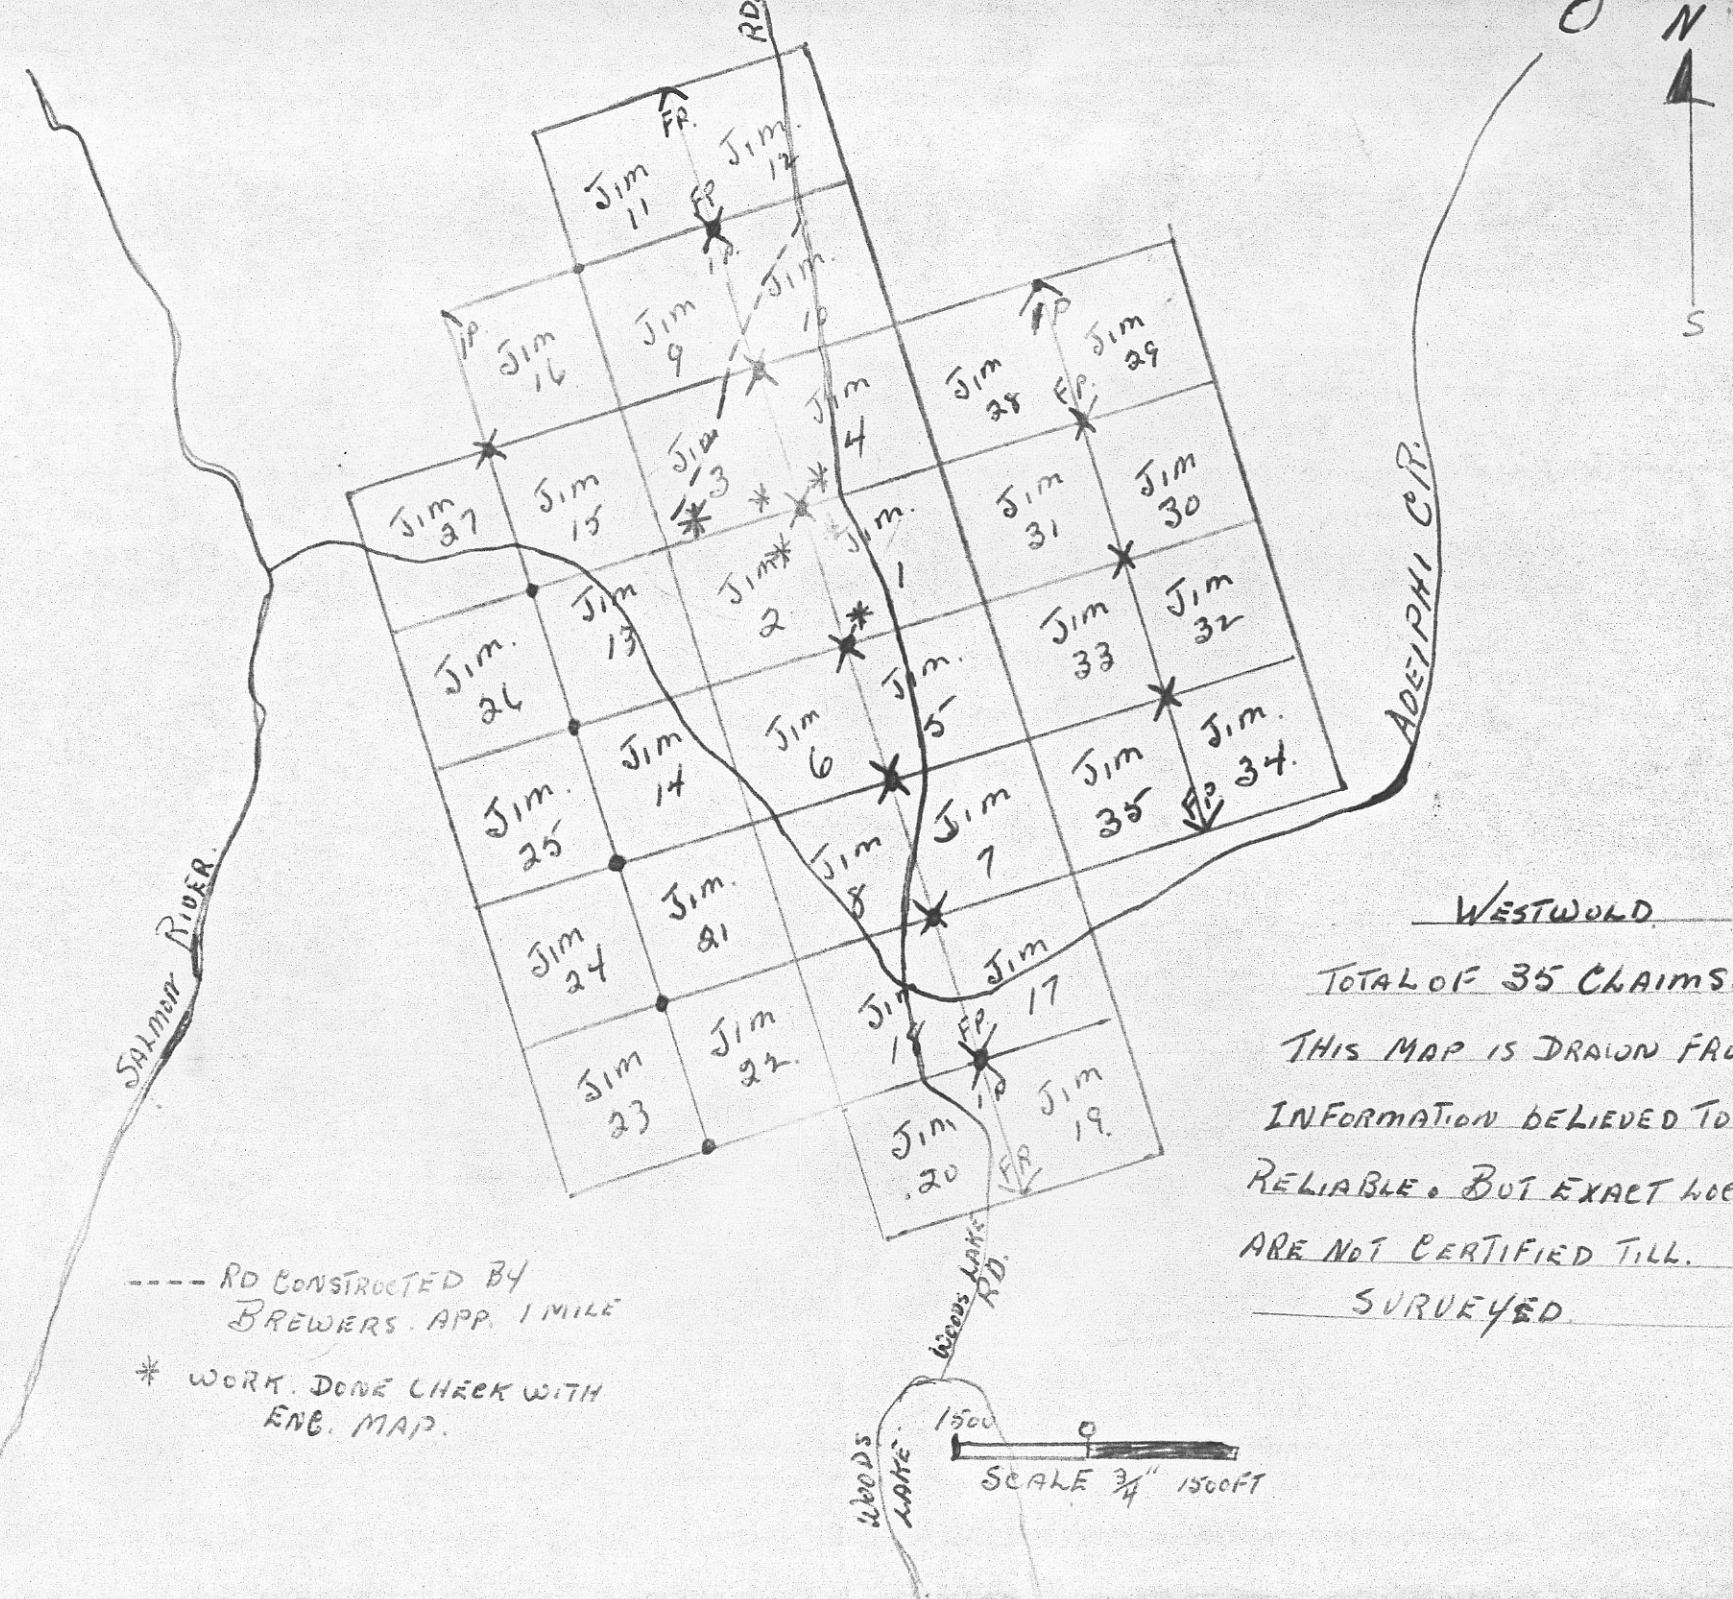 RD.
N
S
FP.
Jim.
12
Jim
11
FP
IP.
Jim.
10
IP.
Jim
16
Jim
9
Jim
4
IP
Jim
28
FP.
Jim
29
Jim
27
Jim
15
Jim
3
Jim.
1
Jim
31
Jim
30
Jim
13
Jim
2
Jim
33
Jim
32
Jim.
26
Jim
14
Jim
6
Jim.
5
Jim
35
FP
Jim.
34.
Jim.
25
Jim.
21
Jim
8
Jim
7
Jim
24
Jim
22.
Jim
18
FP.
Jim
17
IP
Jim
23
Jim
.20
FP
Jim
19.
SALMON RIVER.
ADELPHI CR.
WESTWOLD
TOTAL OF 35 CLAIMS.
THIS MAP IS DRAWN FRO
INFORMATION BELIEVED TO
RELIABLE. BUT EXACT LOC
ARE NOT CERTIFIED TILL.
SURVEYED.
---- RD CONSTRUCTED BY
BREWERS. APP. 1 MILE
* WORK. DONE CHECK WITH
ENG. MAP.
WOODS LAKE
RD.
WOODS
LAKE.
1500 0
SCALE 3/4" 1500FT